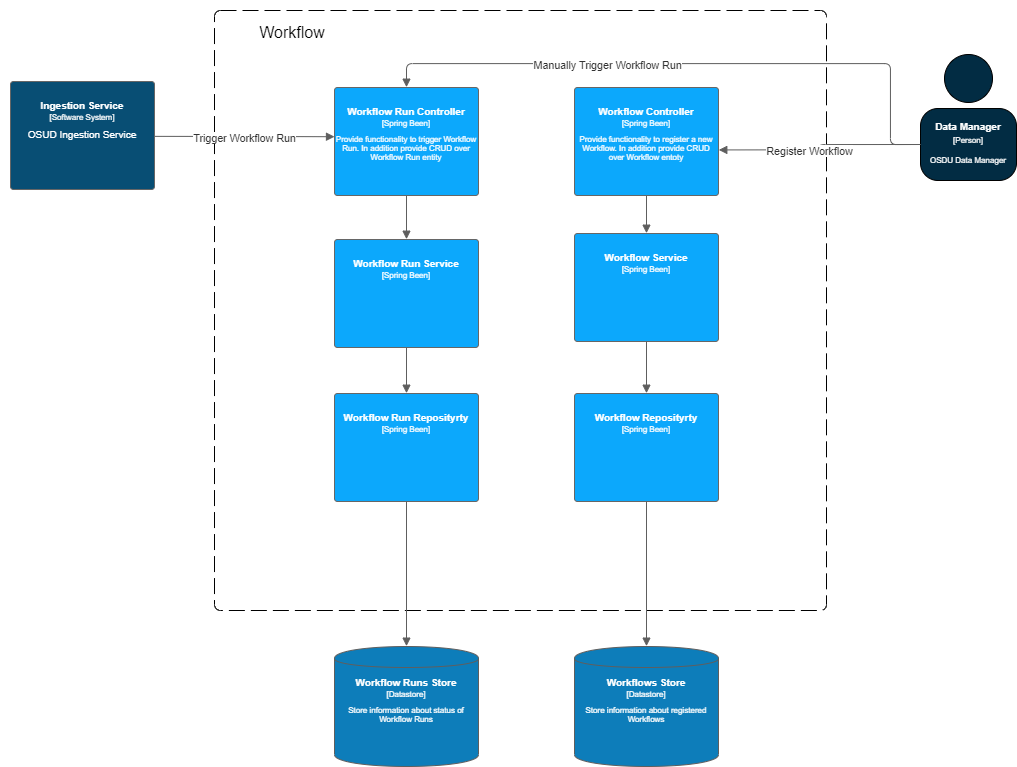 Workflow
Manually Trigger Workflow Run
Ingestion Service
[Software System]
OSUD Ingestion Service
Trigger Workflow Run
Workflow Run Controller
[Spring Been]
Provide functionality to trigger Workflow
Run. In addition provide CRUD over
Workflow Run entity
Workflow Controller
[Spring Been]
Provide functionality to register a new
Workflow. In addition provide CRUD
over Workflow entoty
Register Workflow
Data Manager
[Person]
OSDU Data Manager
Workflow Run Service
[Spring Been]
Workflow Service
[Spring Been]
Workflow Run Reposityrty
[Spring Been]
Workflow Reposityrty
[Spring Been]
Workflow Runs Store
[Datastore]
Store information about status of
Workflow Runs
Workflows Store
[Datastore]
Store information about registered
Workflows